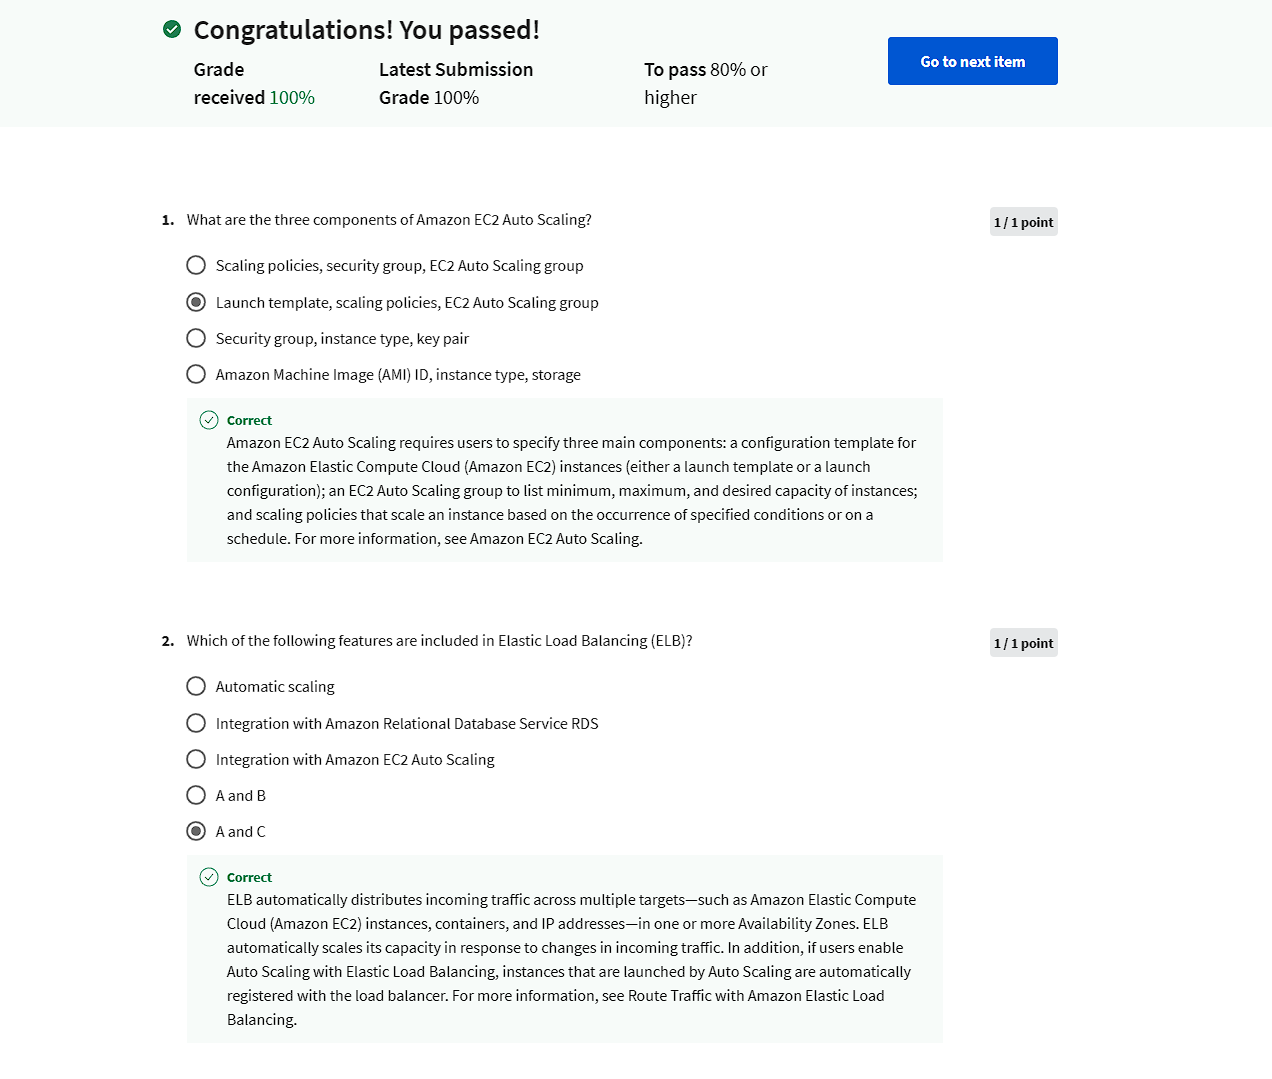 Congratulations! You passed!
Grade
received 100%
Latest Submission
Grade 100%
To pass 80% or
higher
Go to next item
1. What are the three components of Amazon EC2 Auto Scaling?
1 / 1 point
Scaling policies, security group, EC2 Auto Scaling group
Launch template, scaling policies, EC2 Auto Scaling group
Security group, instance type, key pair
Amazon Machine Image (AMI) ID, instance type, storage
Correct
Amazon EC2 Auto Scaling requires users to specify three main components: a configuration template for
the Amazon Elastic Compute Cloud (Amazon EC2) instances (either a launch template or a launch
configuration); an EC2 Auto Scaling group to list minimum, maximum, and desired capacity of instances;
and scaling policies that scale an instance based on the occurrence of specified conditions or on a
schedule. For more information, see Amazon EC2 Auto Scaling.
2. Which of the following features are included in Elastic Load Balancing (ELB)?
1 / 1 point
Automatic scaling
Integration with Amazon Relational Database Service RDS
Integration with Amazon EC2 Auto Scaling
A and B
A and C
Correct
ELB automatically distributes incoming traffic across multiple targets—such as Amazon Elastic Compute
Cloud (Amazon EC2) instances, containers, and IP addresses—in one or more Availability Zones. ELB
automatically scales its capacity in response to changes in incoming traffic. In addition, if users enable
Auto Scaling with Elastic Load Balancing, instances that are launched by Auto Scaling are automatically
registered with the load balancer. For more information, see Route Traffic with Amazon Elastic Load
Balancing.